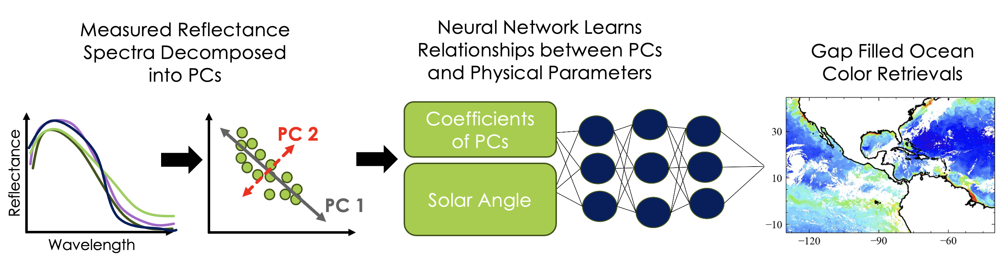 Measured Reflectance
Spectra Decomposed
into PCs
Neural Network Learns
Relationships between PCs
and Physical Parameters
Gap Filled Ocean
Color Retrievals
Reflectance
Wavelength
PC 2
PC 1
Coefficients
of PCs
Solar Angle
30
10
−10
−120
−90
−60